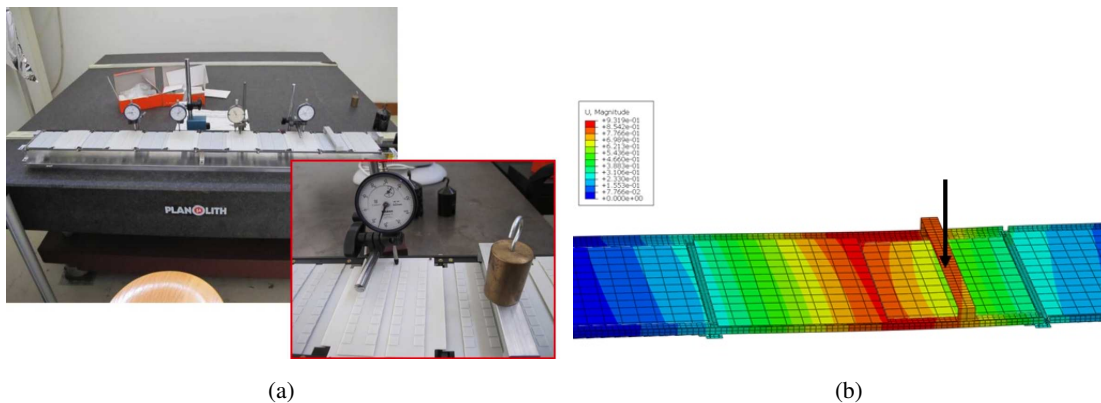 PLANOLITH
U, Magnitude
+9.319e-01
+8.542e-01
+7.766e-01
+6.989e-01
+6.213e-01
+5.436e-01
+4.660e-01
+3.883e-01
+3.106e-01
+2.330e-01
+1.553e-01
+7.766e-02
+0.000e+00
(a)
(b)